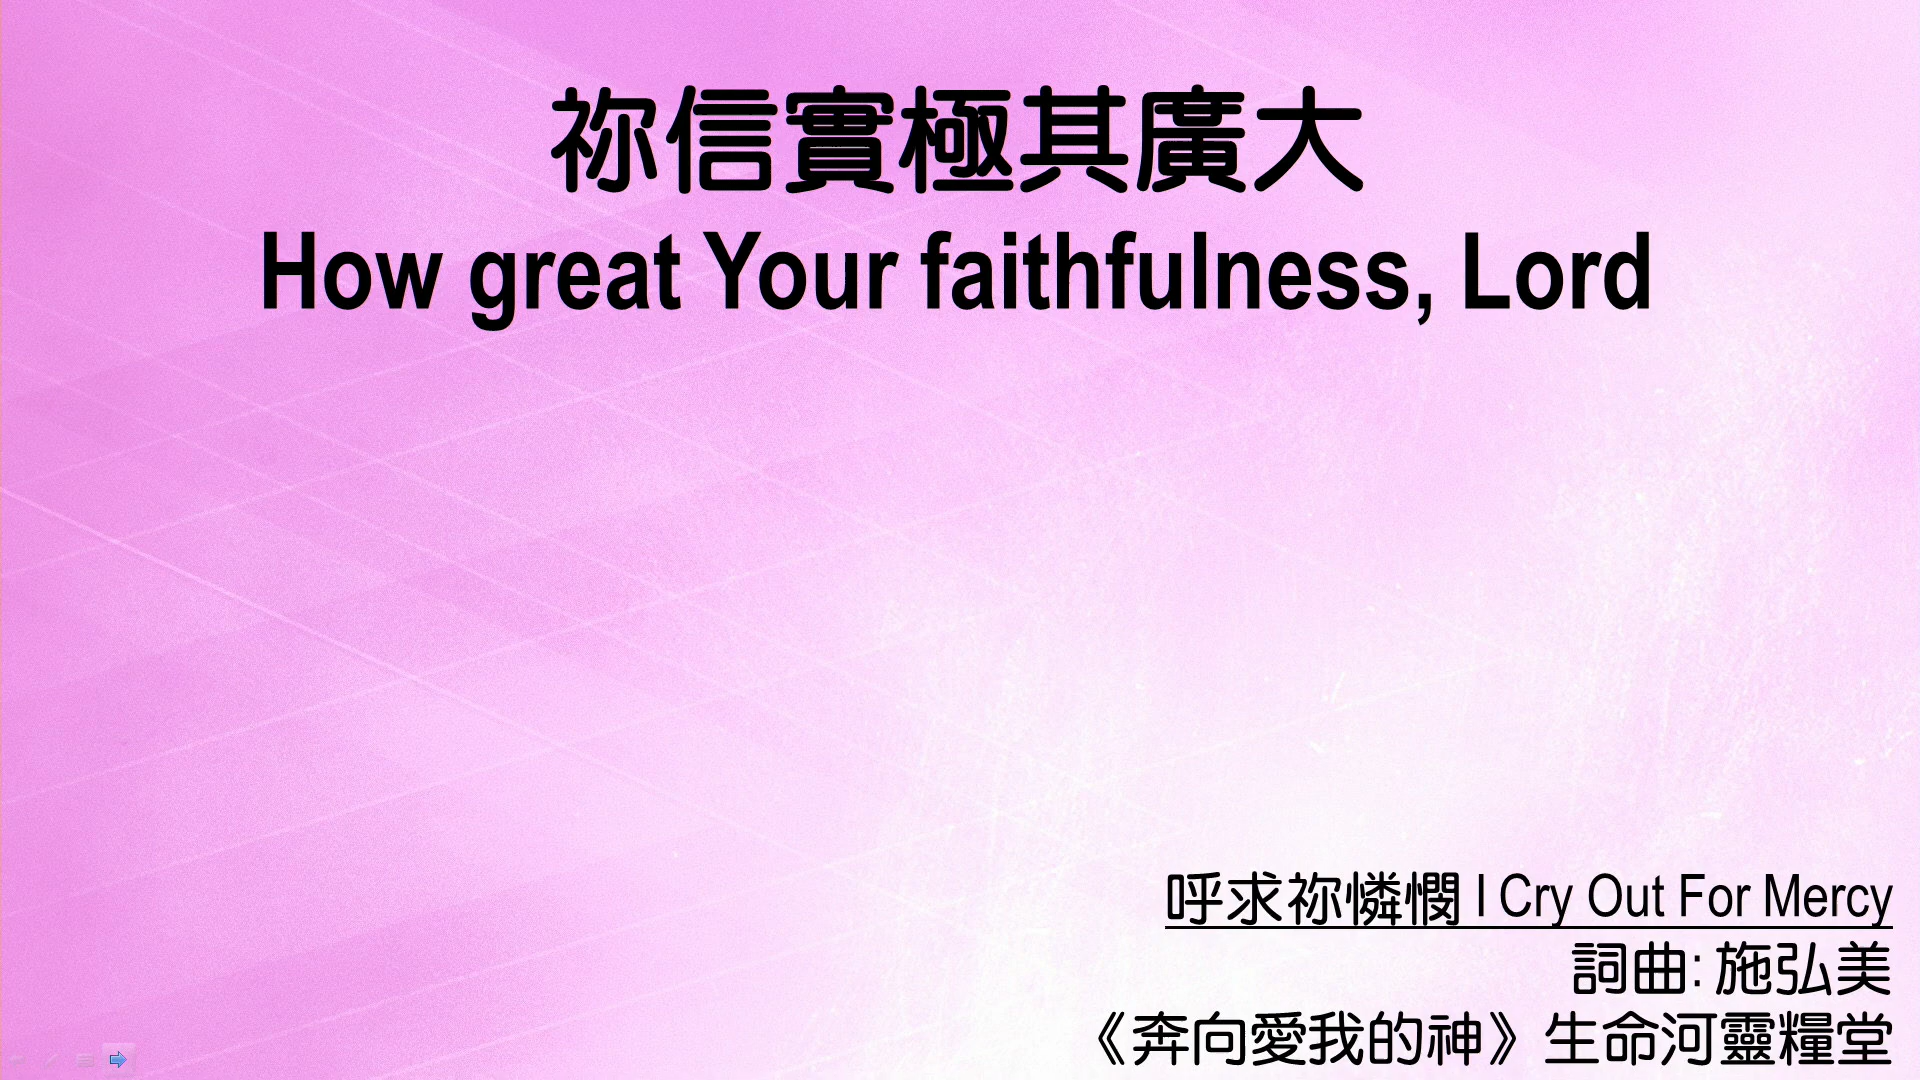 祢信實極其廣大
How great Your faithfulness, Lord
呼求祢憐憫 I Cry Out For Mercy
詞曲: 施弘美
《奔向愛我的神》生命河靈糧堂